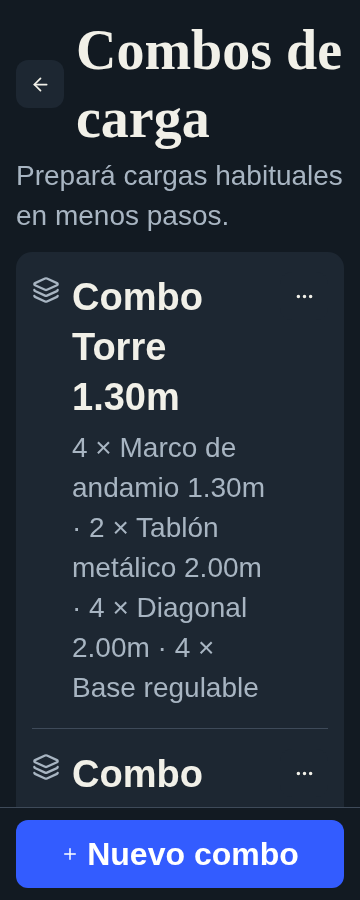 Combos de
carga
Prepará cargas habituales
en menos pasos.
Combo
Torre
1.30m
4 × Marco de
andamio 1.30m
· 2 × Tablón
metálico 2.00m
· 4 × Diagonal
2.00m · 4 ×
Base regulable
Combo
+ Nuevo combo